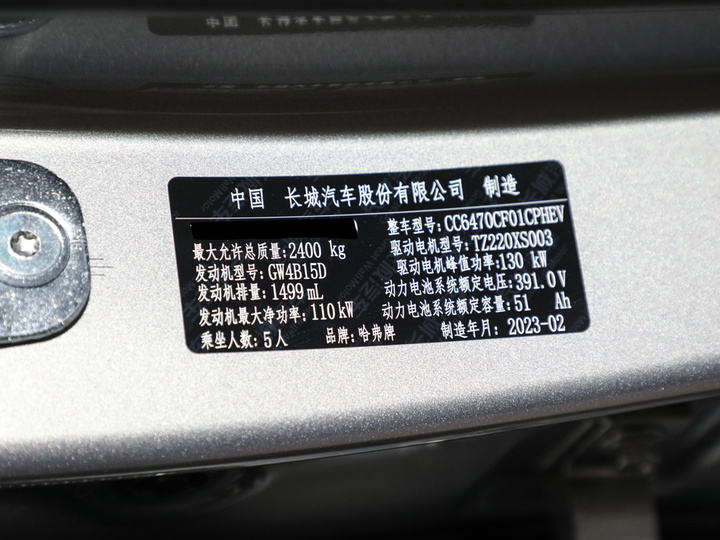 中国 长城汽车股份有限公司 制造
整车型号:CC6470CF01CPHEV
最大允许总质量:2400 kg 驱动电机型号:TZ220XS003
发动机型号:GW4B15D 驱动电机峰值功率:130 kW
发动机排量:1499mL 动力电池系统额定电压:391.0V
发动机最大净功率:110kW 动力电池系统额定容量:51 Ah
乘坐人数:5人 品牌:哈弗牌 制造年月:2023-02